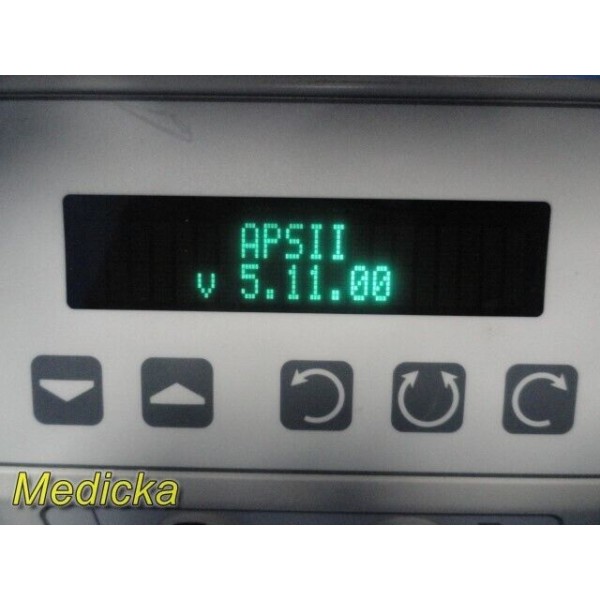 APSII
v 5.11.00
Medicka